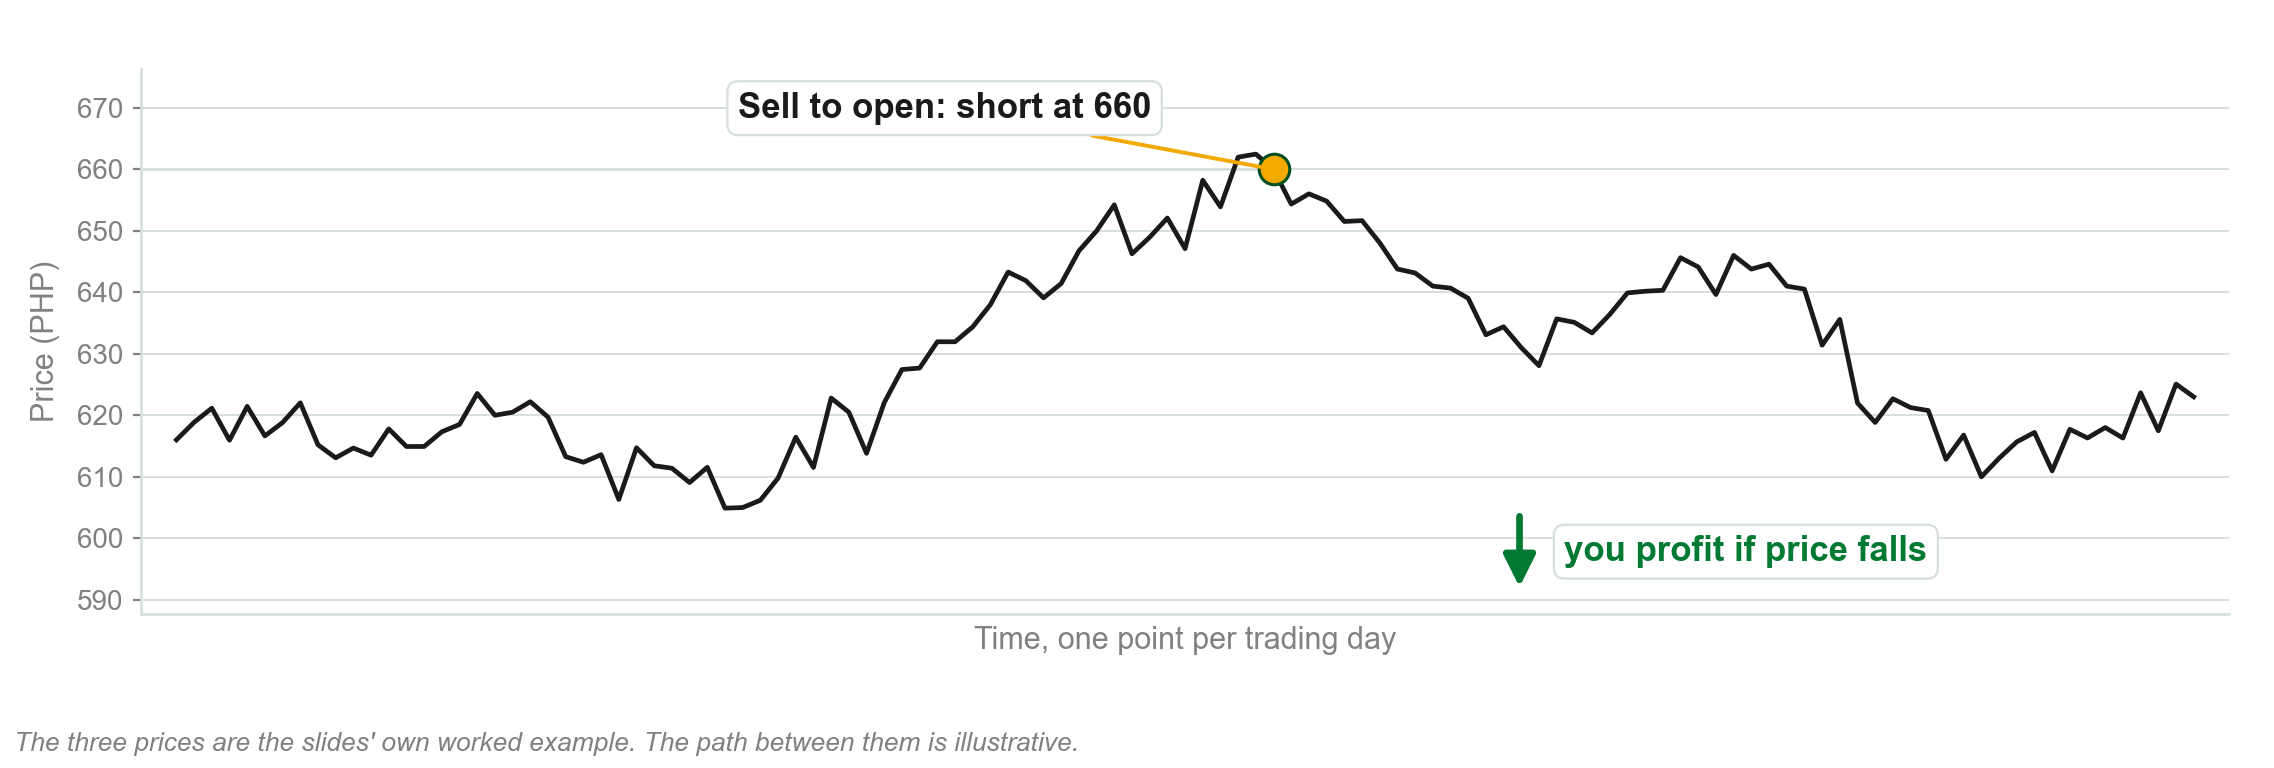 Sell to open: short at 660
670
660
650
640
630
620
610
600
590
Price (PHP)
you profit if price falls
Time, one point per trading day
The three prices are the slides' own worked example. The path between them is illustrative.